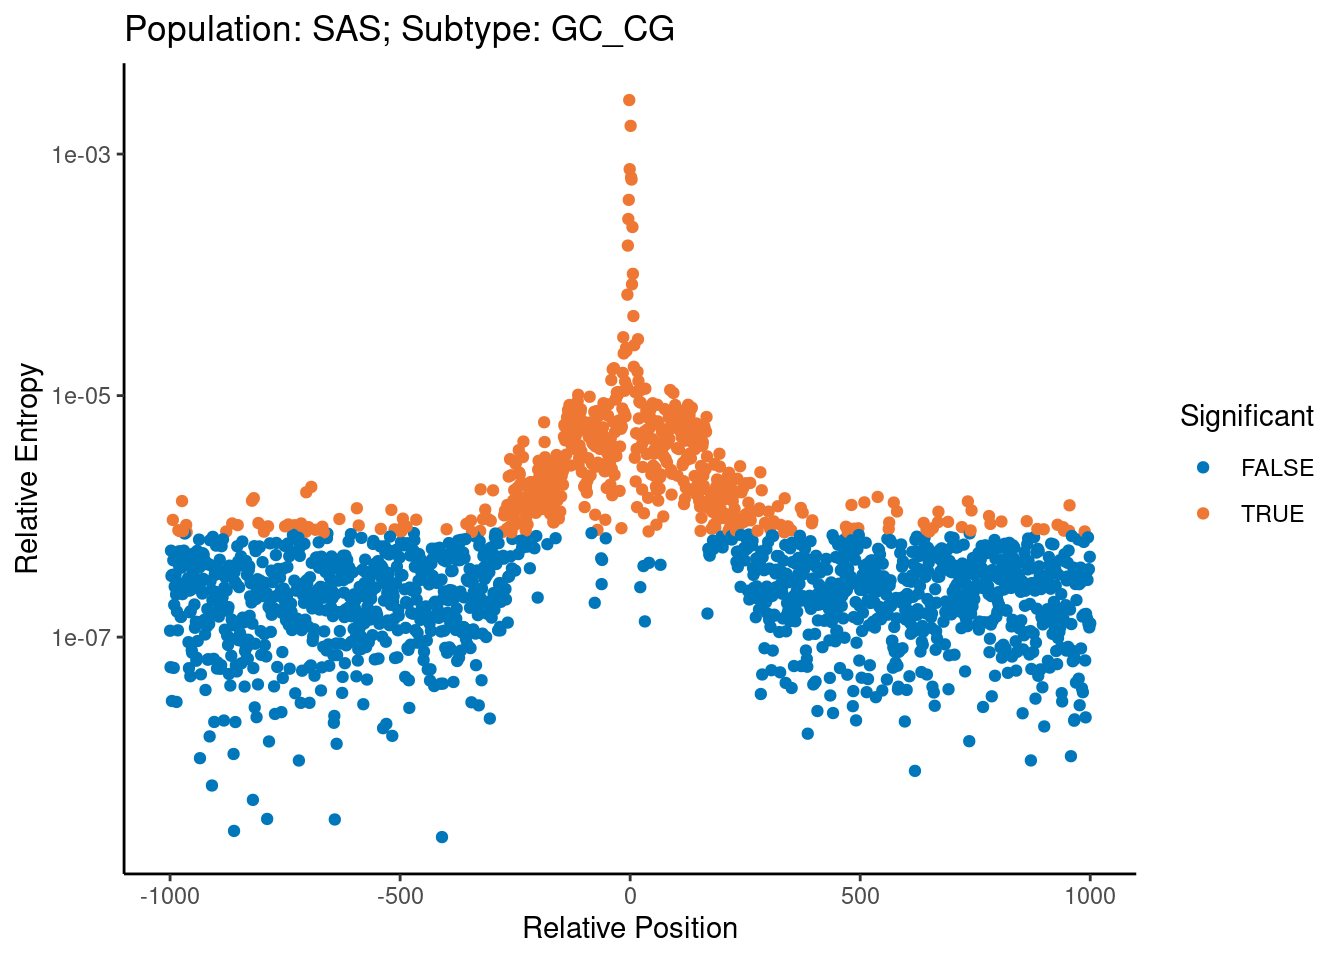 Population: SAS; Subtype: GC_CG
Relative Entropy
1e-03
1e-05
1e-07
-1000
-500
0
500
1000
Relative Position
Significant
FALSE
TRUE